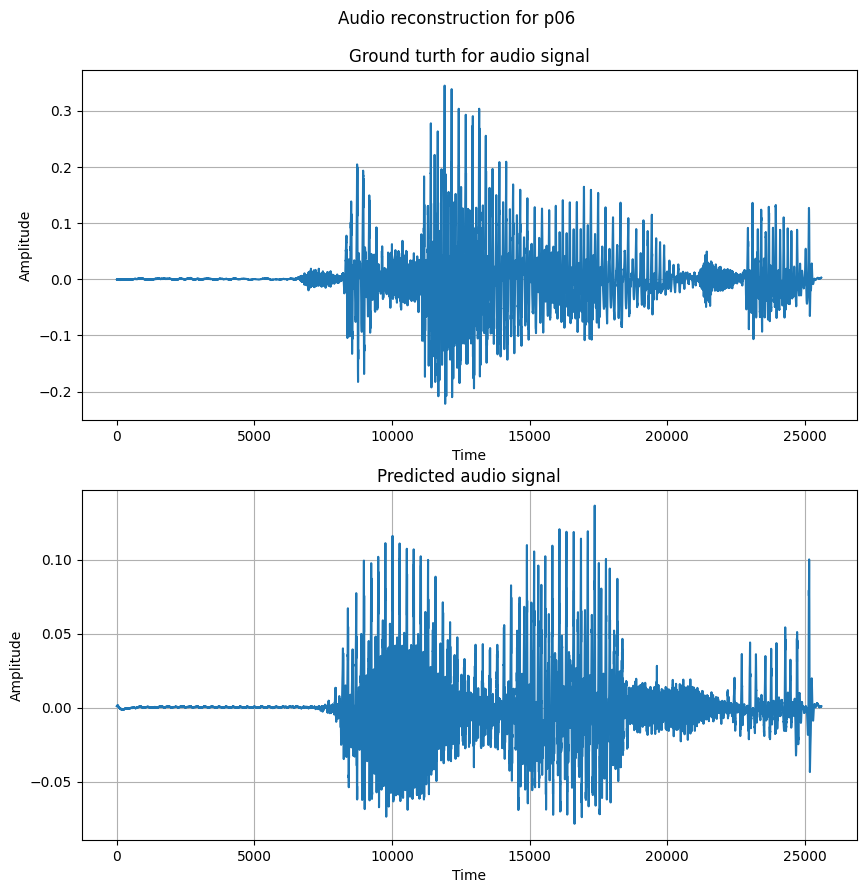 Audio reconstruction for p06
Ground turth for audio signal
Amplitude
0.3
0.2
0.1
0.0
−0.1
−0.2
0 5000 10000 15000 20000 25000
Time
Predicted audio signal
Amplitude
0.10
0.05
0.00
−0.05
0 5000 10000 15000 20000 25000
Time